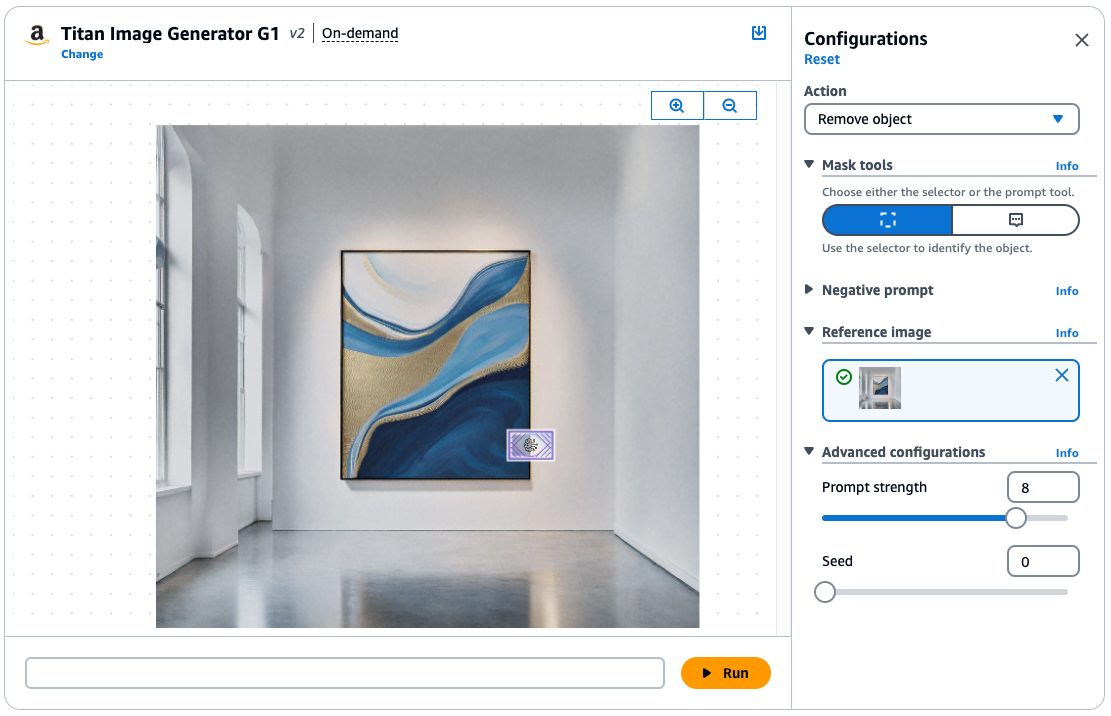 Titan Image Generator G1 v2 On-demand
Change
Configurations
Reset
Action
Remove object
Mask tools Info
Choose either the selector or the prompt tool.
Use the selector to identify the object.
Negative prompt Info
Reference image Info
Advanced configurations Info
Prompt strength 8
Seed 0
Run